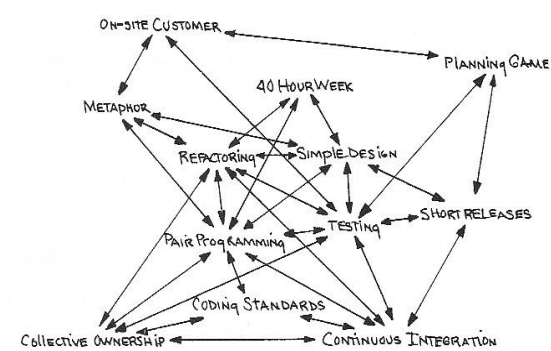 ON-SITE CUSTOMER
PLANNING GAME
40 HOUR WEEK
METAPHOR
REFACTORING
SIMPLE DESIGN
SHORT RELEASES
TESTING
PAIR PROGRAMMING
CODING STANDARDS
COLLECTIVE OWNERSHIP
CONTINUOUS INTEGRATION